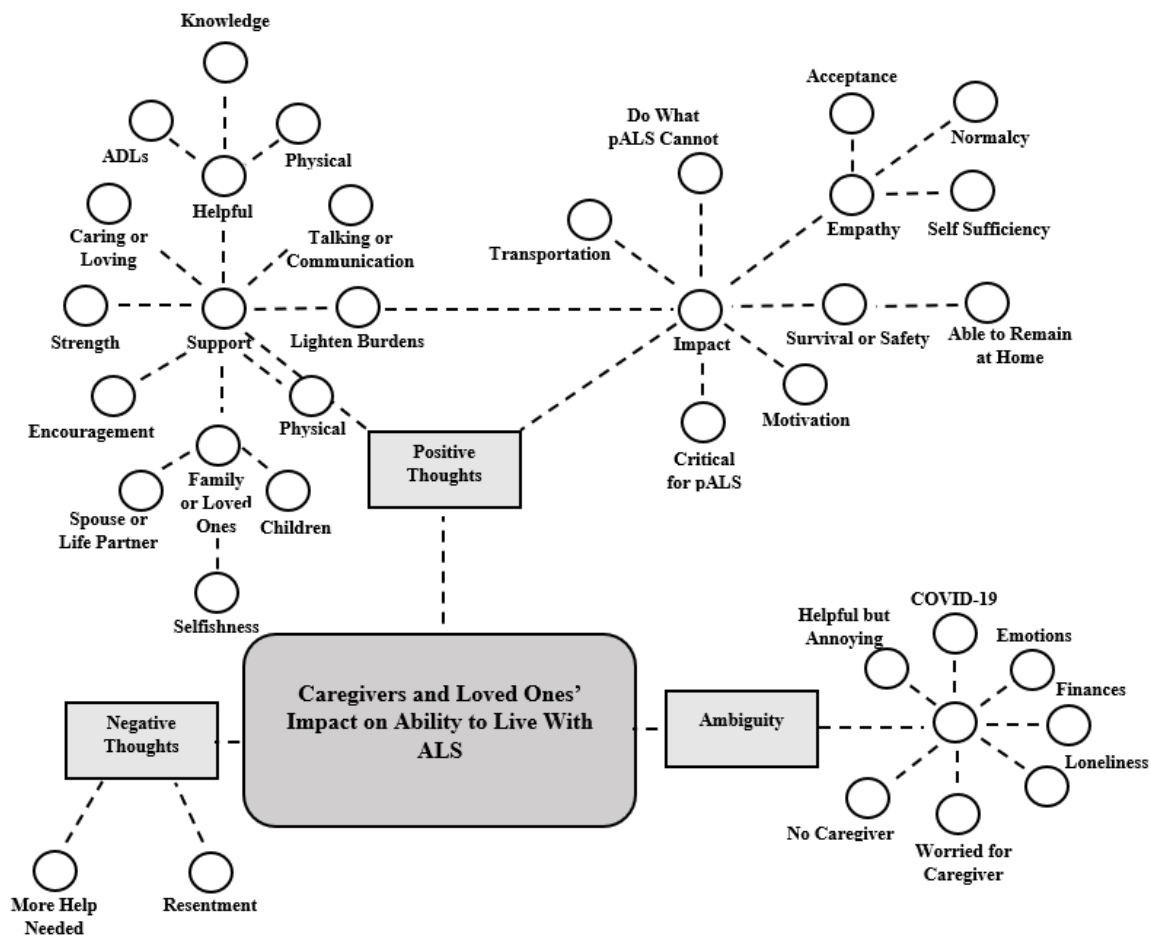 Knowledge
ADLs
Physical
Helpful
Caring or
Loving
Talking or
Communication
Strength
Support
Lighten Burdens
Encouragement
Physical
Family
or Loved
Ones
Spouse or
Life Partner
Children
Selfishness
Do What
pALS Cannot
Transportation
Acceptance
Normalcy
Empathy
Self Sufficiency
Impact
Survival or Safety
Able to Remain
at Home
Motivation
Critical
for pALS
Positive
Thoughts
Caregivers and Loved Ones’
Impact on Ability to Live With
ALS
Negative
Thoughts
More Help
Needed
Resentment
Ambiguity
COVID-19
Helpful but
Annoying
Emotions
Finances
Loneliness
No Caregiver
Worried for
Caregiver